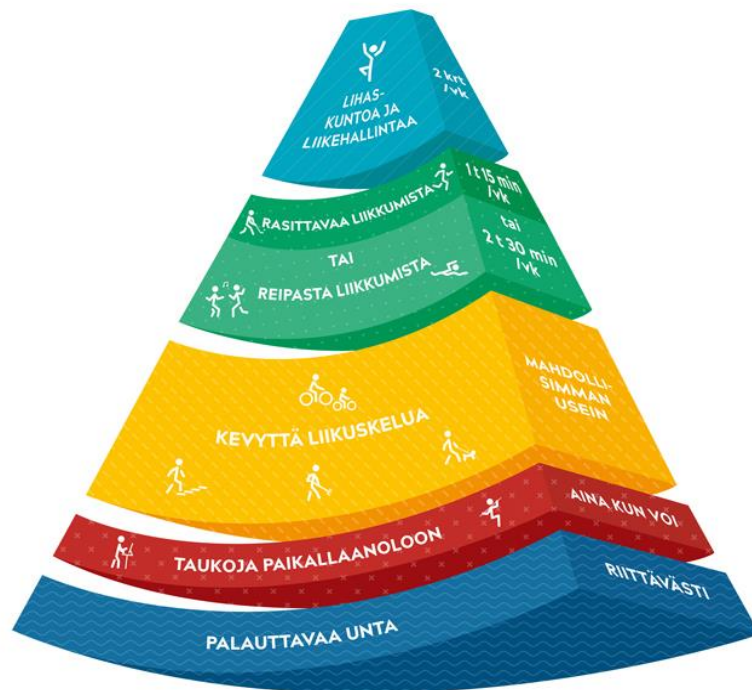 LIHAS-
KUNTOA JA
LIIKEHALLINTAA
2 krt
/vk
RASITTAVAA LIIKKUMISTA
1 t 15 min
/vk
TAI
tai
REIPASTA LIIKKUMISTA
2 t 30 min
/vk
KEVYTTÄ LIIKUSKELUA
MAHDOLLI-
SIMMAN
USEIN
TAUKOJA PAIKALLAANOLOON
AINA KUN VOI
PALAUTTAVAA UNTA
RIITTÄVÄSTI